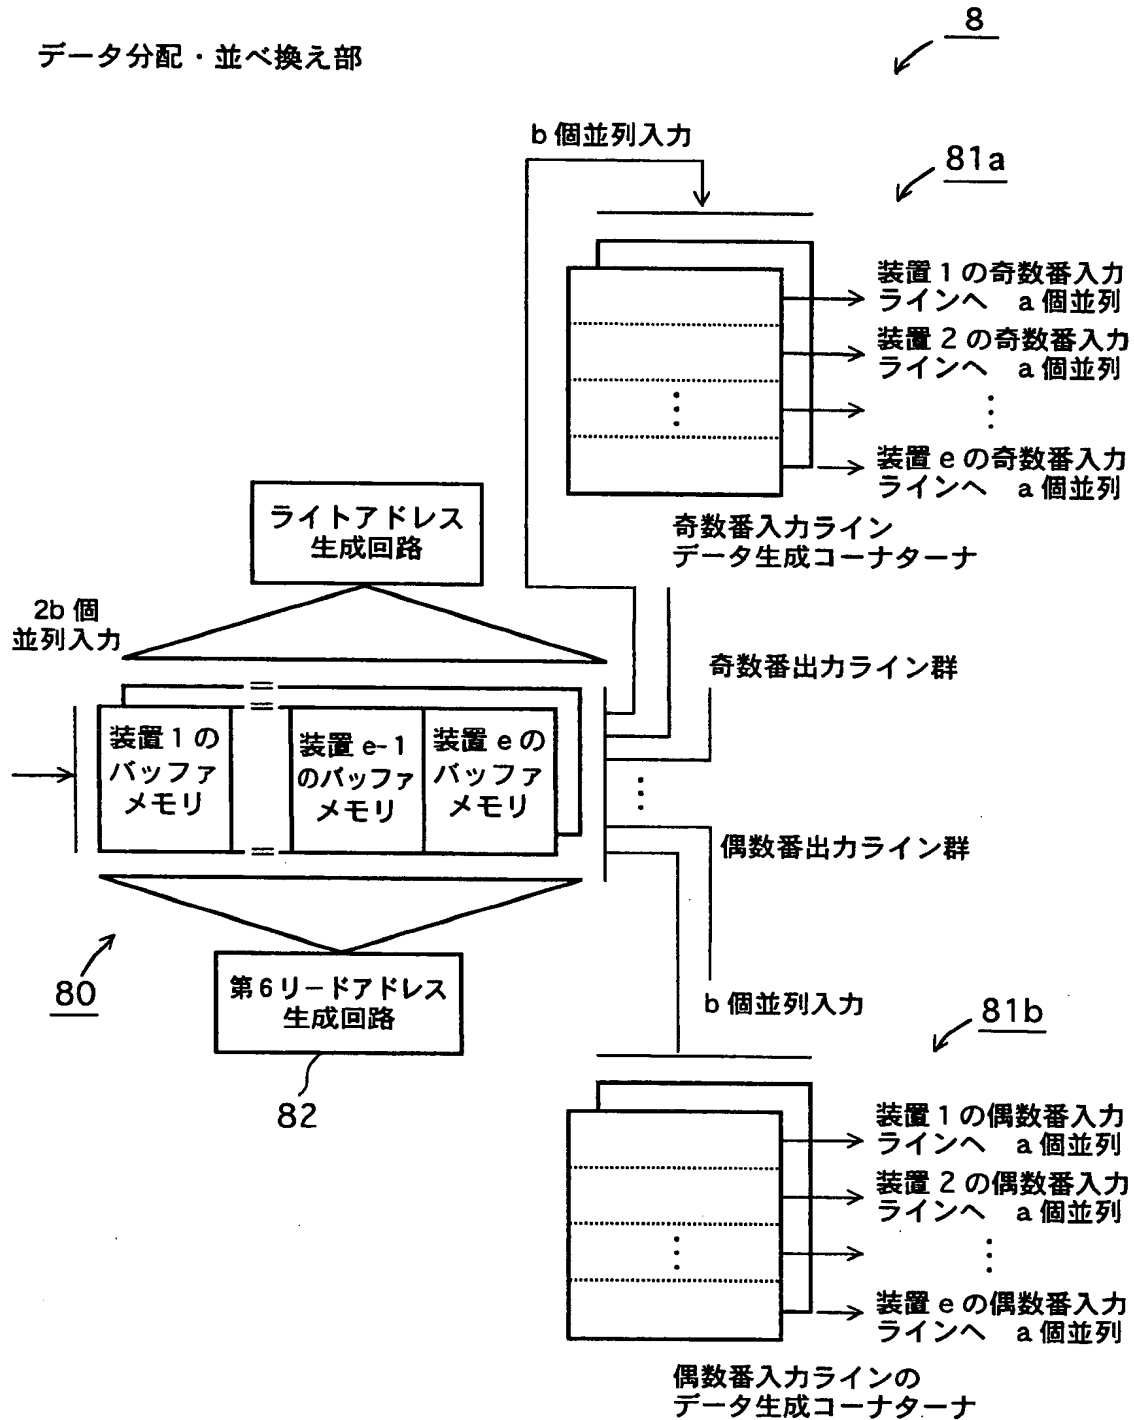 8
データ分配・並べ換え部
b 個並列入力
81a
装置 1 の奇数番入力
ラインへ a 個並列
装置 2 の奇数番入力
ラインへ a 個並列
⋮
⋮
装置 e の奇数番入力
ラインへ a 個並列
奇数番入力ライン
データ生成コーナターナ
ライトアドレス
生成回路
2b 個
並列入力
奇数番出力ライン群
装置 1 の
バッファ
メモリ
装置 e-1
のバッファ
メモリ
装置 e の
バッファ
メモリ
⋮
偶数番出力ライン群
80
第6リードアドレス
生成回路
82
b 個並列入力
81b
装置 1 の偶数番入力
ラインへ a 個並列
装置 2 の偶数番入力
ラインへ a 個並列
⋮
⋮
装置 e の偶数番入力
ラインへ a 個並列
偶数番入力ラインの
データ生成コーナターナ